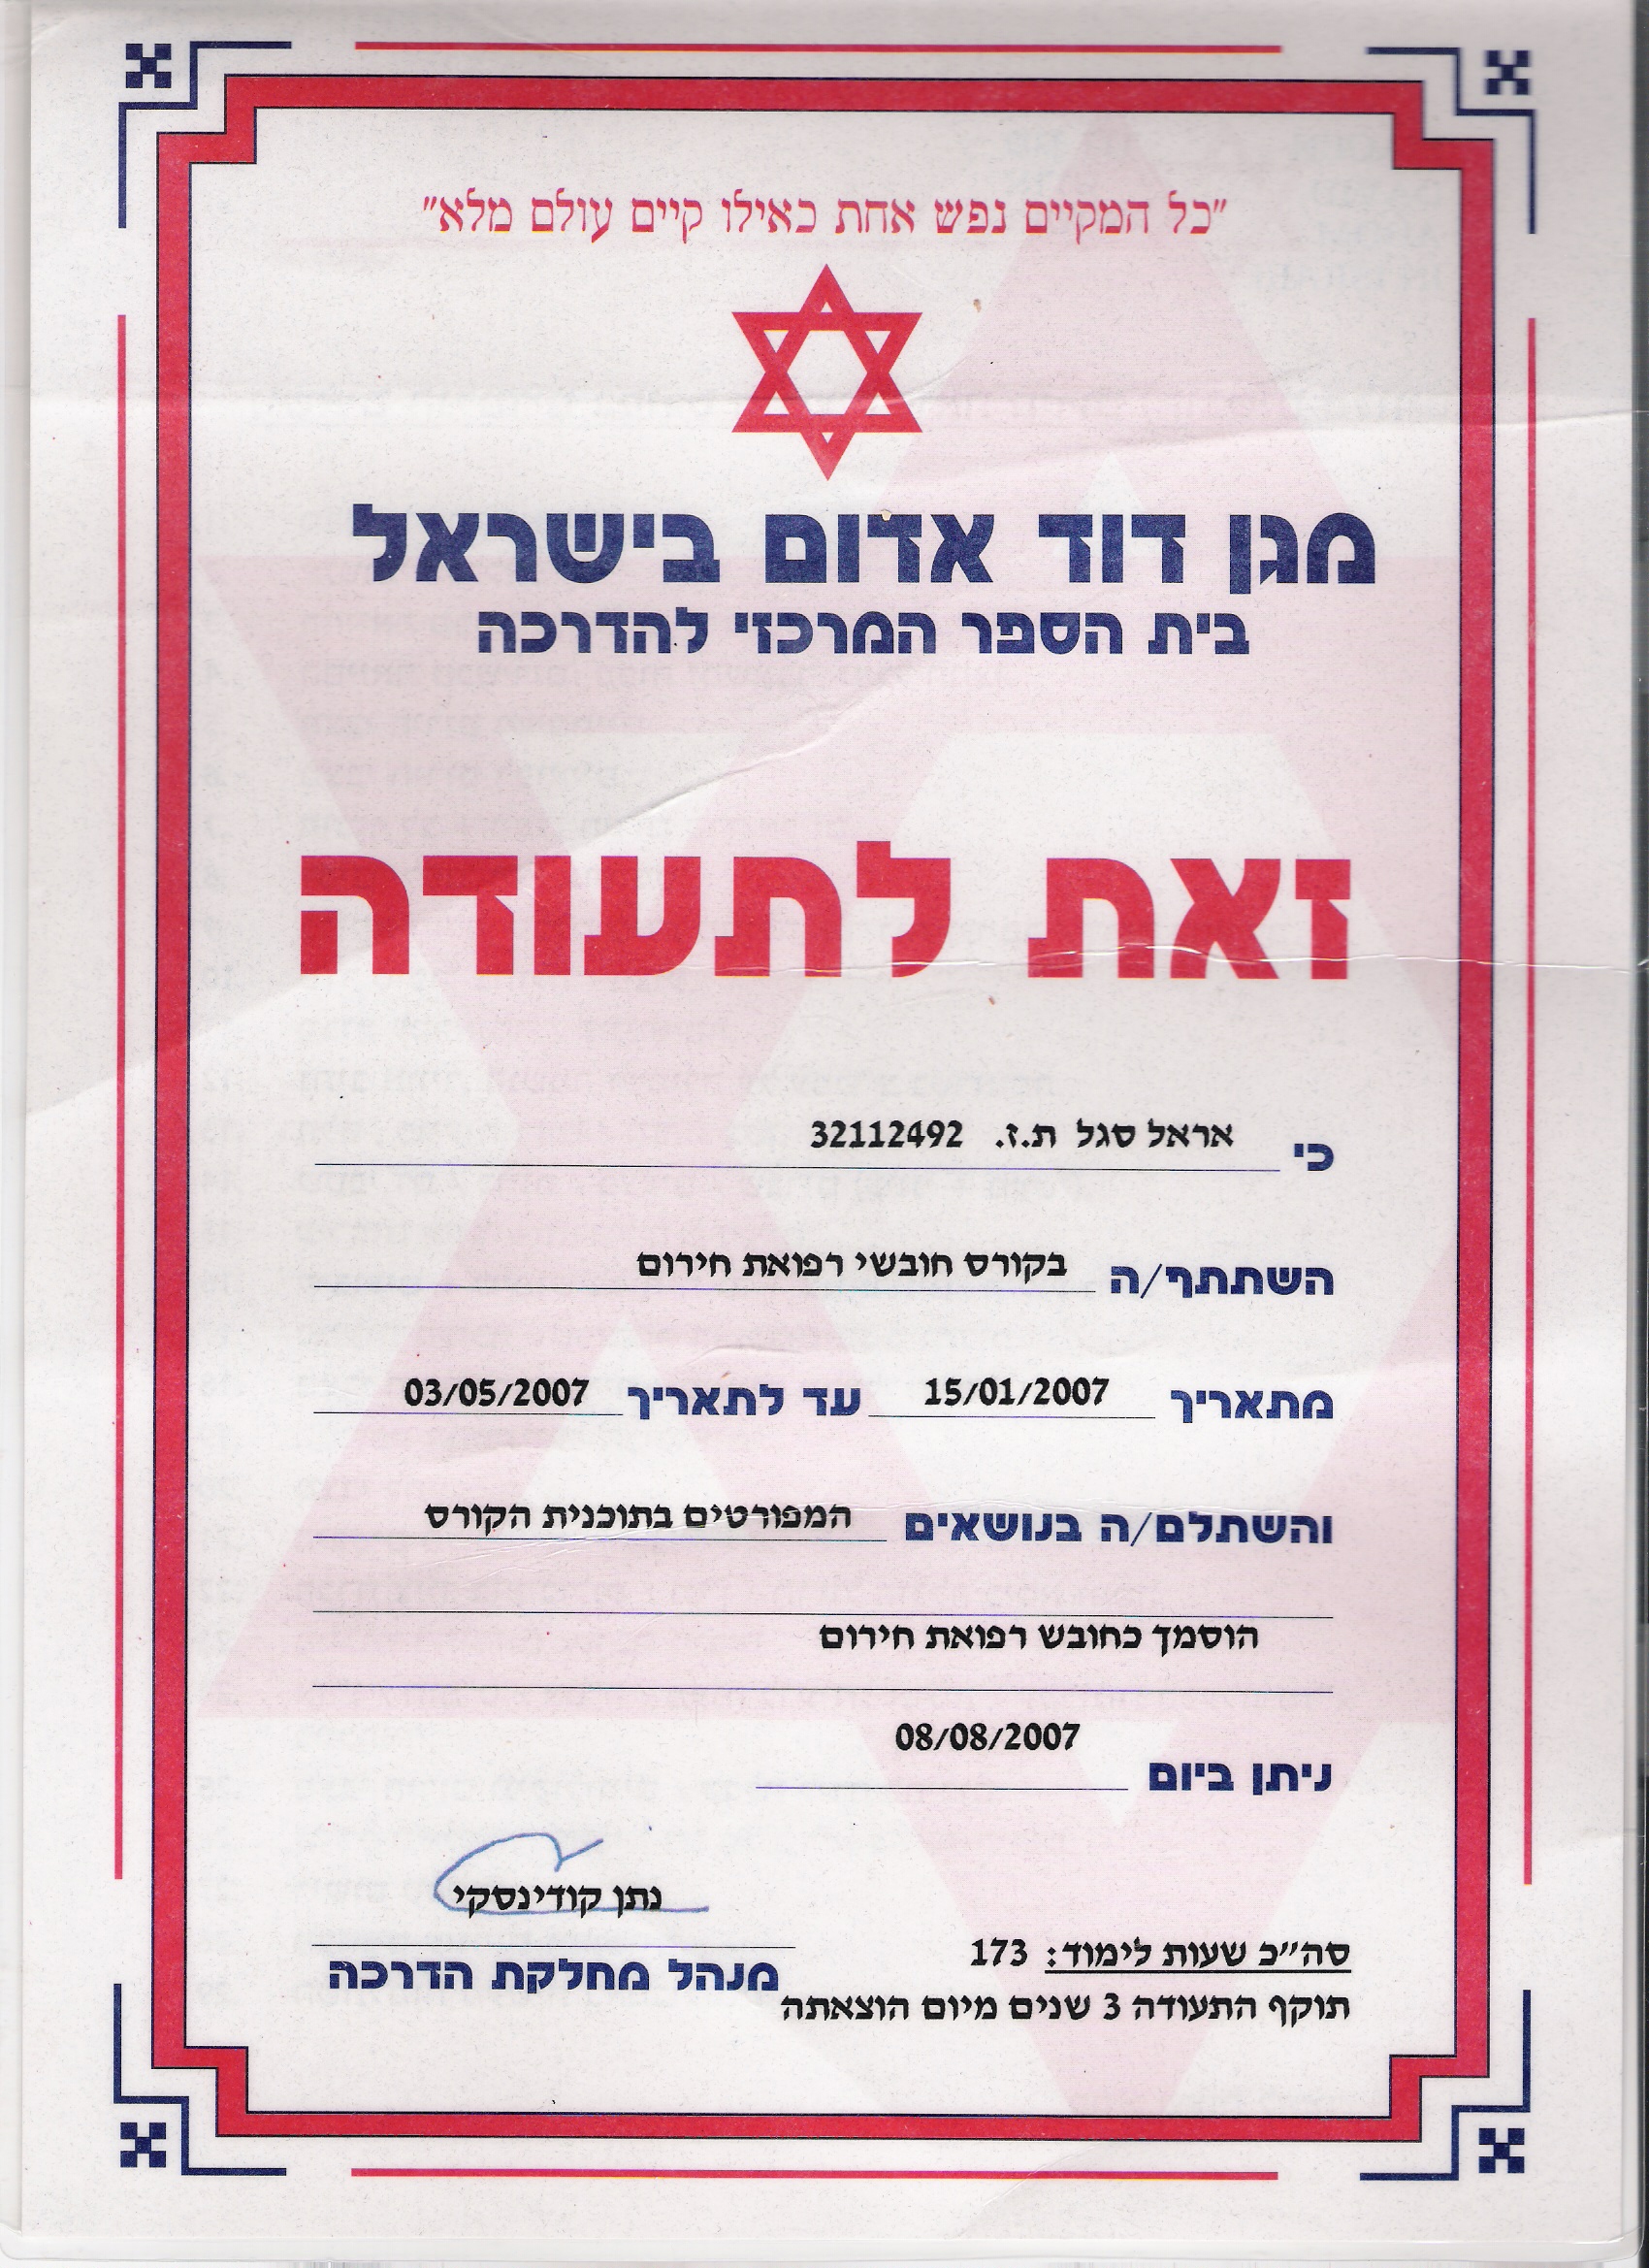 "כל המקיים נפש אחת כאילו קיים עולם מלא"
מגן דוד אדום בישראל
בית הספר המרכזי להדרכה
זאת לתעודה
כי אראל סגל ת.ז. 32112492
השתתף/ה בקורס חובשי רפואת חירום
מתאריך 15/01/2007 עד לתאריך 03/05/2007
והשתלם/ה בנושאים המפורטים בתוכנית הקורס
הוסמך כחובש רפואת חירום
ניתן ביום 08/08/2007
נתן קודינסקי
מנהל מחלקת הדרכה
סה"כ שעות לימוד: 173
תוקף התעודה 3 שנים מיום הוצאתה